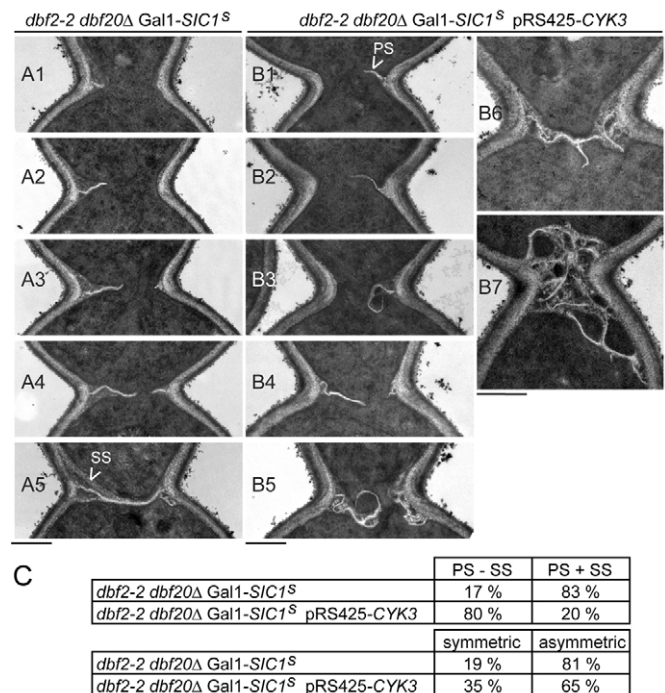 dbf2-2 dbf20Δ Gal1-SIC1ˢ
dbf2-2 dbf20Δ Gal1-SIC1ˢ pRS425-CYK3
A1
A2
A3
A4
A5
SS
B1
PS
B2
B3
B4
B5
B6
B7
C
PS - SS PS + SS
dbf2-2 dbf20Δ Gal1-SIC1ˢ 17 % 83 %
dbf2-2 dbf20Δ Gal1-SIC1ˢ pRS425-CYK3 80 % 20 %
symmetric asymmetric
dbf2-2 dbf20Δ Gal1-SIC1ˢ 19 % 81 %
dbf2-2 dbf20Δ Gal1-SIC1ˢ pRS425-CYK3 35 % 65 %